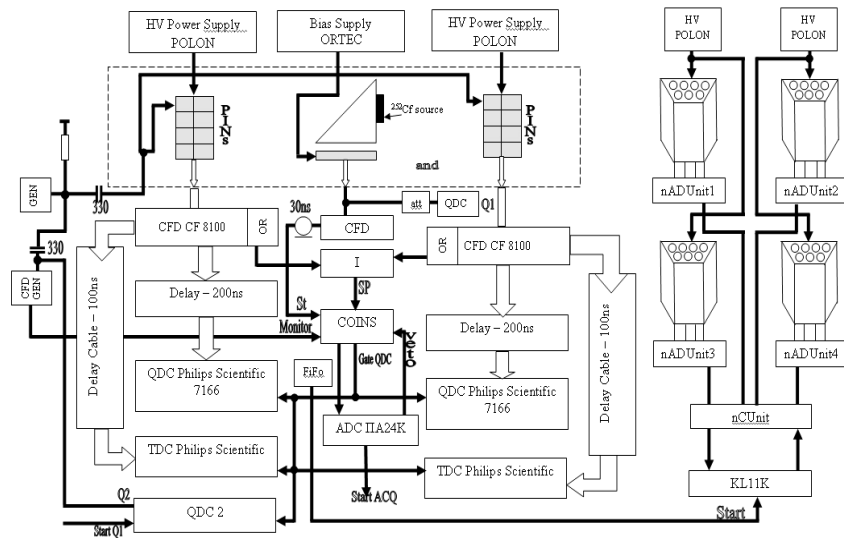 HV Power Supply
POLON
Bias Supply
ORTEC
HV Power Supply
POLON
HV
POLON
HV
POLON
PINs
²⁵²Cf source
PINs
and
nADUnit1
nADUnit2
GEN
330
30ns
att
QDC
Q1
CFD CF 8100
OR
CFD
OR
CFD CF 8100
330
CFD
GEN
I
SP
St
Delay – 200ns
Monitor
COINS
veto
Delay – 200ns
Delay Cable – 100ns
Delay Cable – 100ns
nADUnit3
nADUnit4
Gate QDC
FiFo
QDC Philips Scientific
7166
QDC Philips Scientific
7166
nCUnit
ADC ПА24К
TDC Philips Scientific
TDC Philips Scientific
KL11K
Start ACQ
Q2
QDC 2
Start Q1
Start